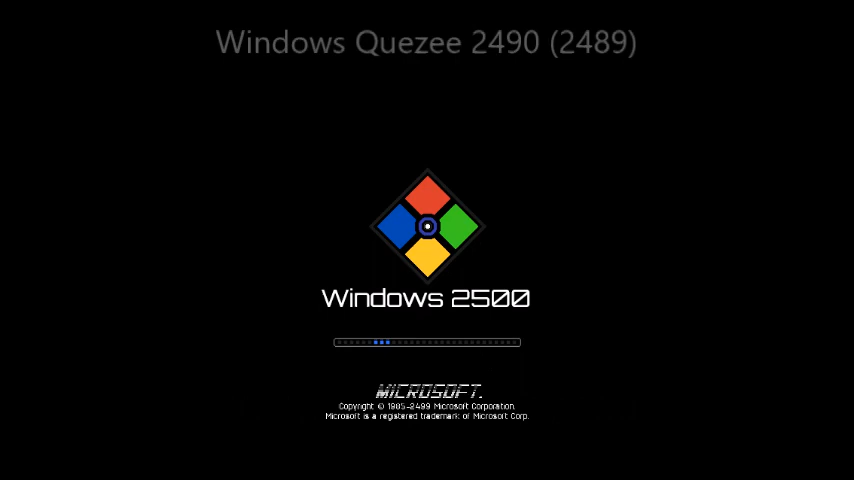 Windows Quezee 2490 (2489)
Windows 2500
MICROSOFT.
Copyright © 1985-2499 Microsoft Corporation.
Microsoft is a registered trademark of Microsoft Corp.